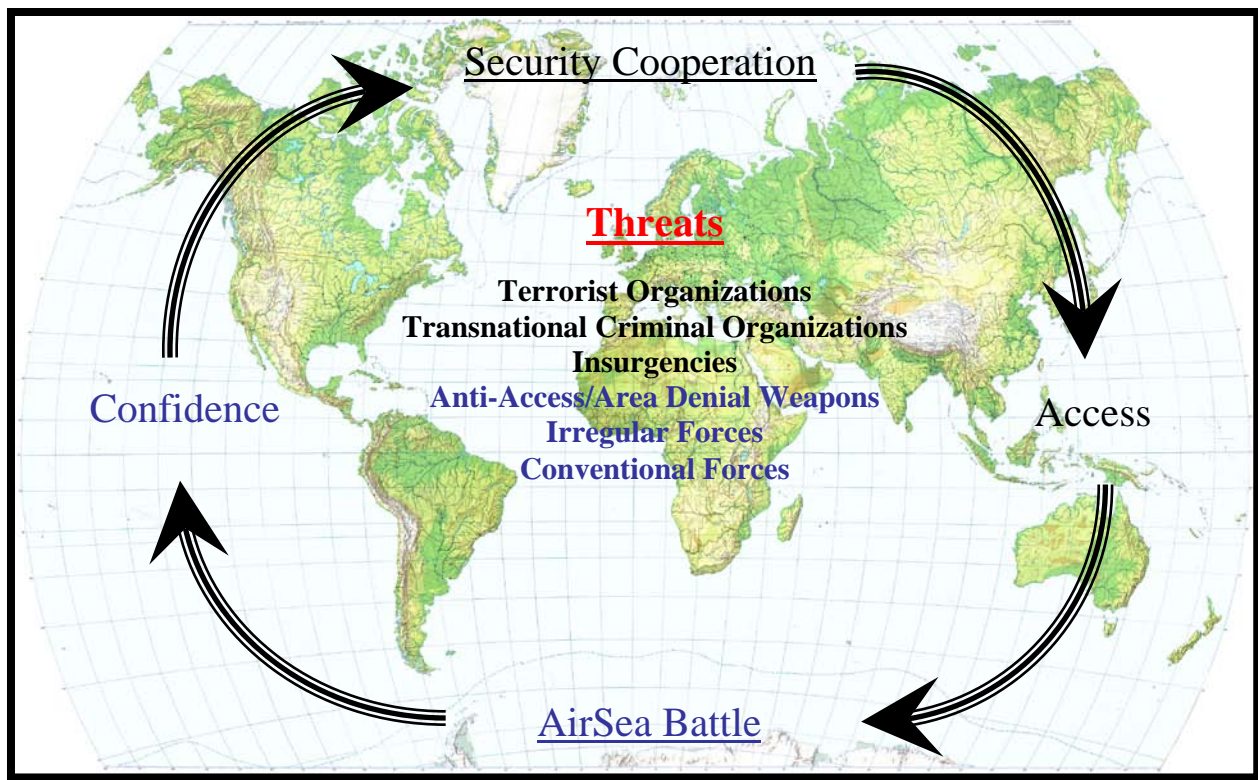 Security Cooperation
Threats
Terrorist Organizations
Transnational Criminal Organizations
Insurgencies
Anti-Access/Area Denial Weapons
Irregular Forces
Conventional Forces
Confidence
Access
AirSea Battle